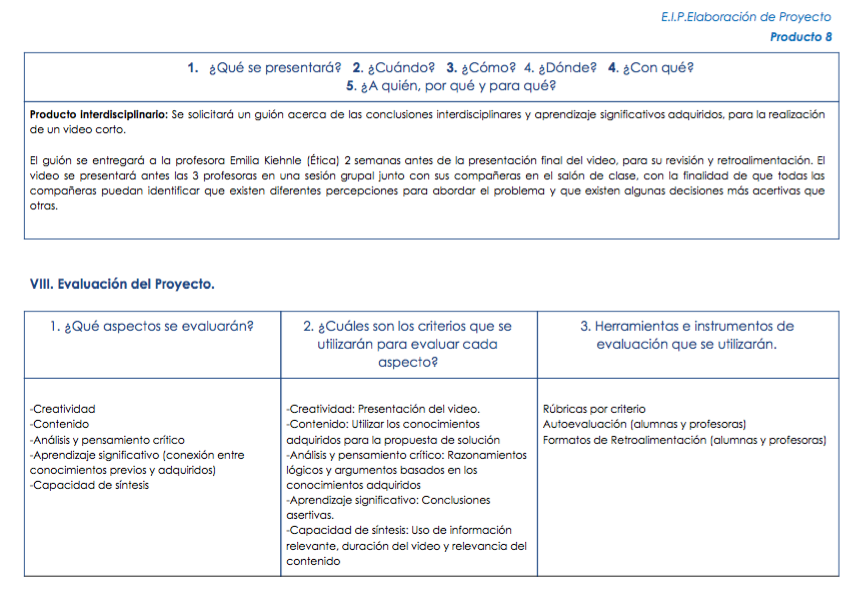 E.I.P.Elaboración de Proyecto
Producto 8
1. ¿Qué se presentará? 2. ¿Cuándo? 3. ¿Cómo? 4. ¿Dónde? 4. ¿Con qué?
5. ¿A quién, por qué y para qué?
Producto Interdisciplinario: Se solicitará un guión acerca de las conclusiones interdisciplinares y aprendizaje significativos adquiridos, para la realización
de un video corto.
El guión se entregará a la profesora Emilia Kiehnle (Ética) 2 semanas antes de la presentación final del video, para su revisión y retroalimentación. El
video se presentará antes las 3 profesoras en una sesión grupal junto con sus compañeras en el salón de clase, con la finalidad de que todas las
compañeras puedan identificar que existen diferentes percepciones para abordar el problema y que existen algunas decisiones más acertivas que
otras.
VIII. Evaluación del Proyecto.
1. ¿Qué aspectos se evaluarán?
2. ¿Cuáles son los criterios que se
utilizarán para evaluar cada
aspecto?
3. Herramientas e instrumentos de
evaluación que se utilizarán.
-Creatividad
-Contenido
-Análisis y pensamiento crítico
-Aprendizaje significativo (conexión entre
conocimientos previos y adquiridos)
-Capacidad de síntesis
-Creatividad: Presentación del video.
-Contenido: Utilizar los conocimientos
adquiridos para la propuesta de solución
-Análisis y pensamiento crítico: Razonamientos
lógicos y argumentos basados en los
conocimientos adquiridos
-Aprendizaje significativo: Conclusiones
asertivas.
-Capacidad de síntesis: Uso de información
relevante, duración del video y relevancia del
contenido
Rúbricas por criterio
Autoevaluación (alumnas y profesoras)
Formatos de Retroalimentación (alumnas y profesoras)